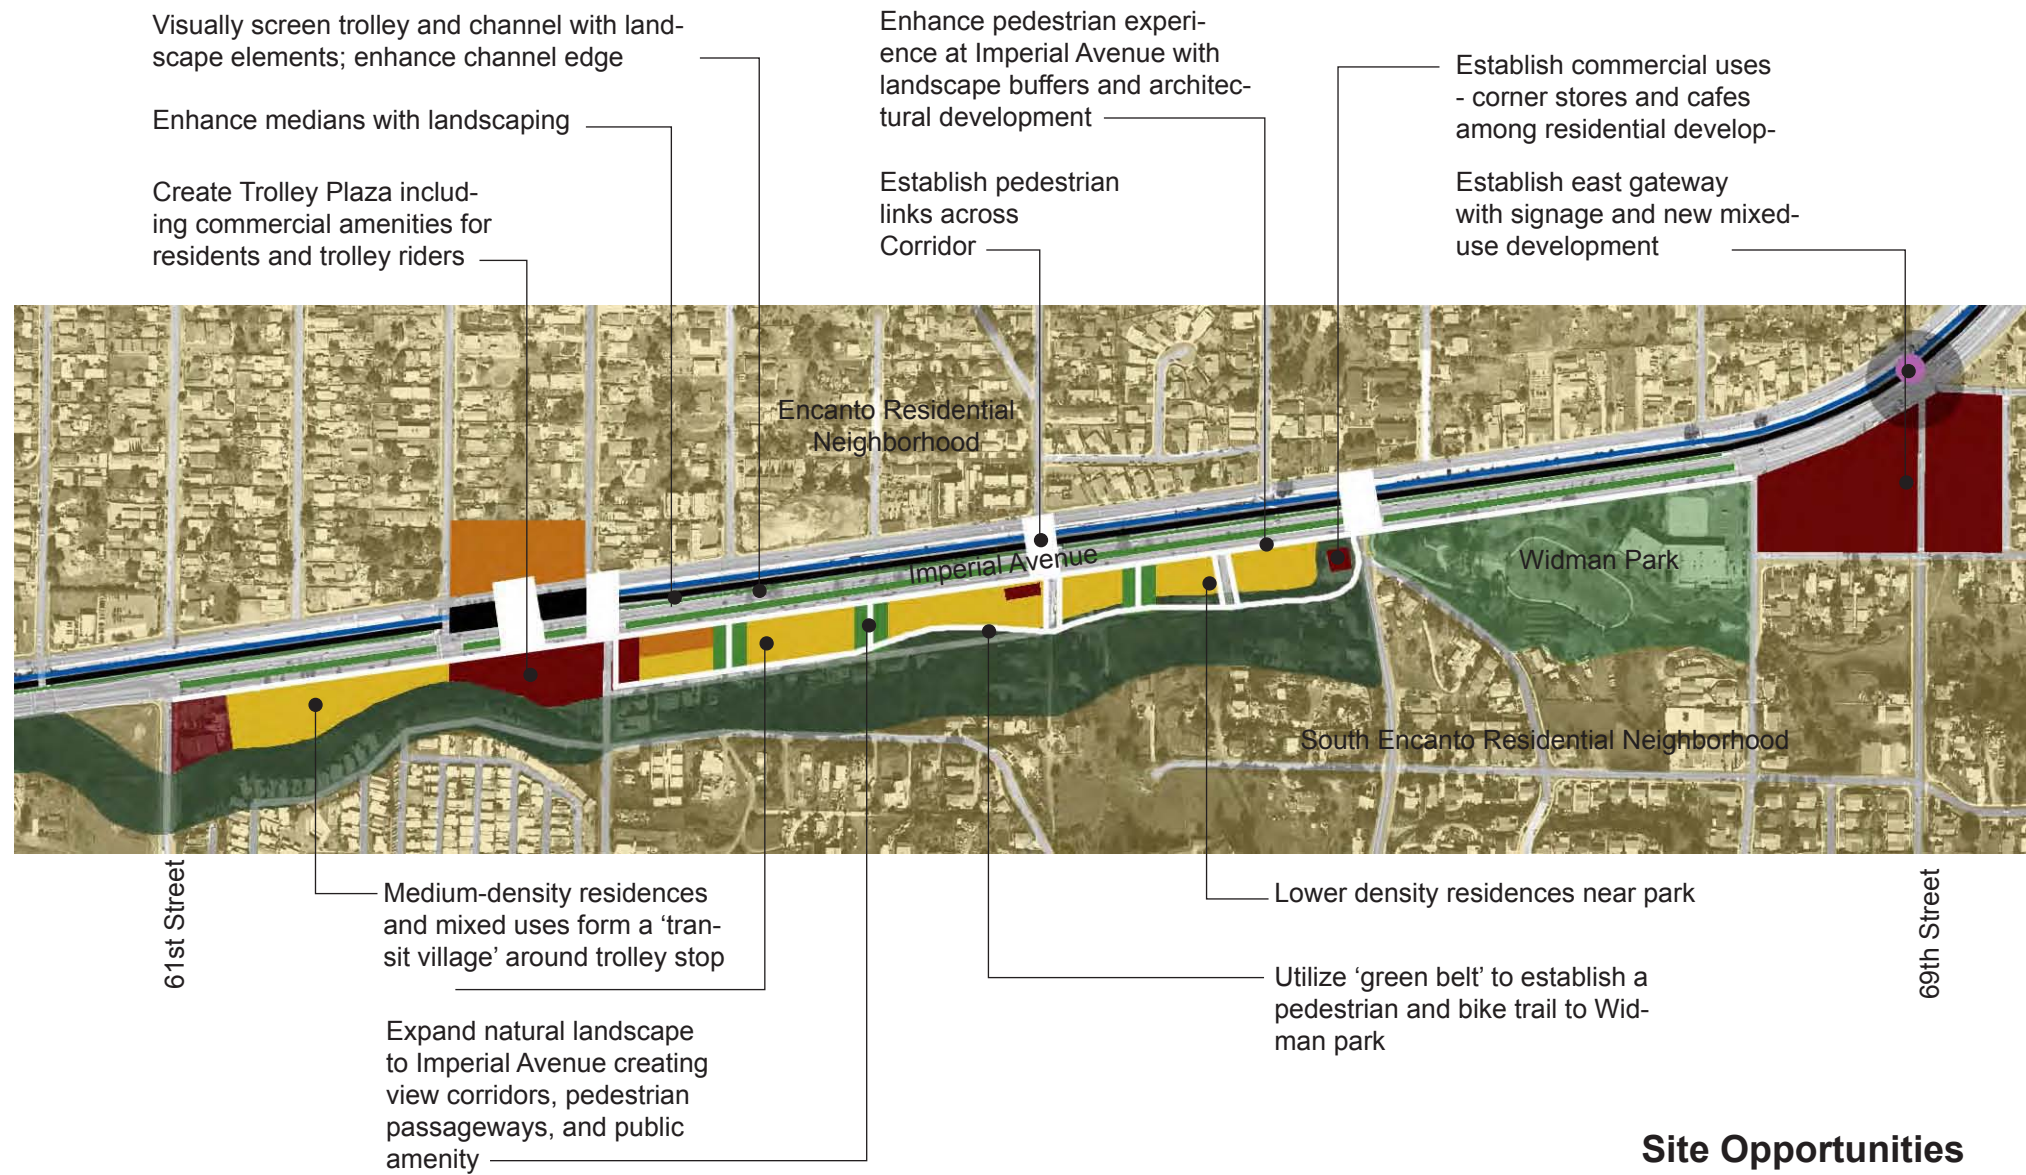 Visually screen trolley and channel with land-
scape elements; enhance channel edge
Enhance medians with landscaping
Create Trolley Plaza includ-
ing commercial amenities for
residents and trolley riders
Enhance pedestrian experi-
ence at Imperial Avenue with
landscape buffers and architec-
tural development
Establish pedestrian
links across
Corridor
Establish commercial uses
- corner stores and cafes
among residential develop-
Establish east gateway
with signage and new mixed-
use development
Encanto Residential
Neighborhood
Imperial Avenue
Widman Park
South Encanto Residential Neighborhood
61st Street
Medium-density residences
and mixed uses form a ‘tran-
sit village’ around trolley stop
Expand natural landscape
to Imperial Avenue creating
view corridors, pedestrian
passageways, and public
amenity
Lower density residences near park
Utilize ‘green belt’ to establish a
pedestrian and bike trail to Wid-
man park
69th Street
Site Opportunities